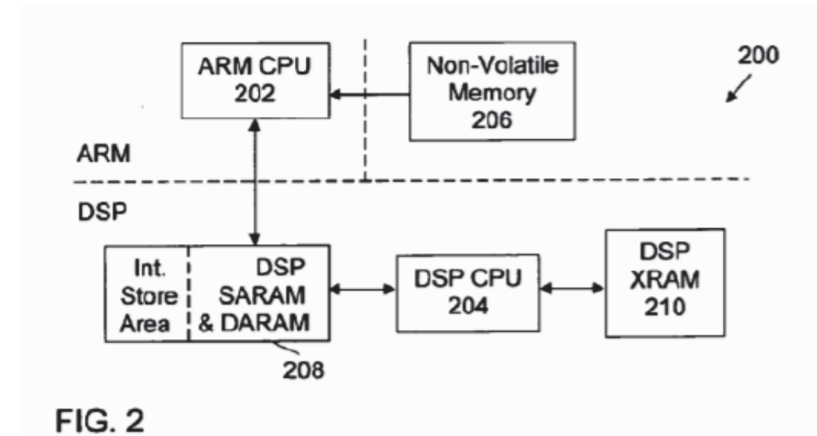 ARM CPU
202
Non-Volatile
Memory
206
200
ARM
DSP
Int.
Store
Area
DSP
SARAM
& DARAM
208
DSP CPU
204
DSP
XRAM
210
FIG. 2